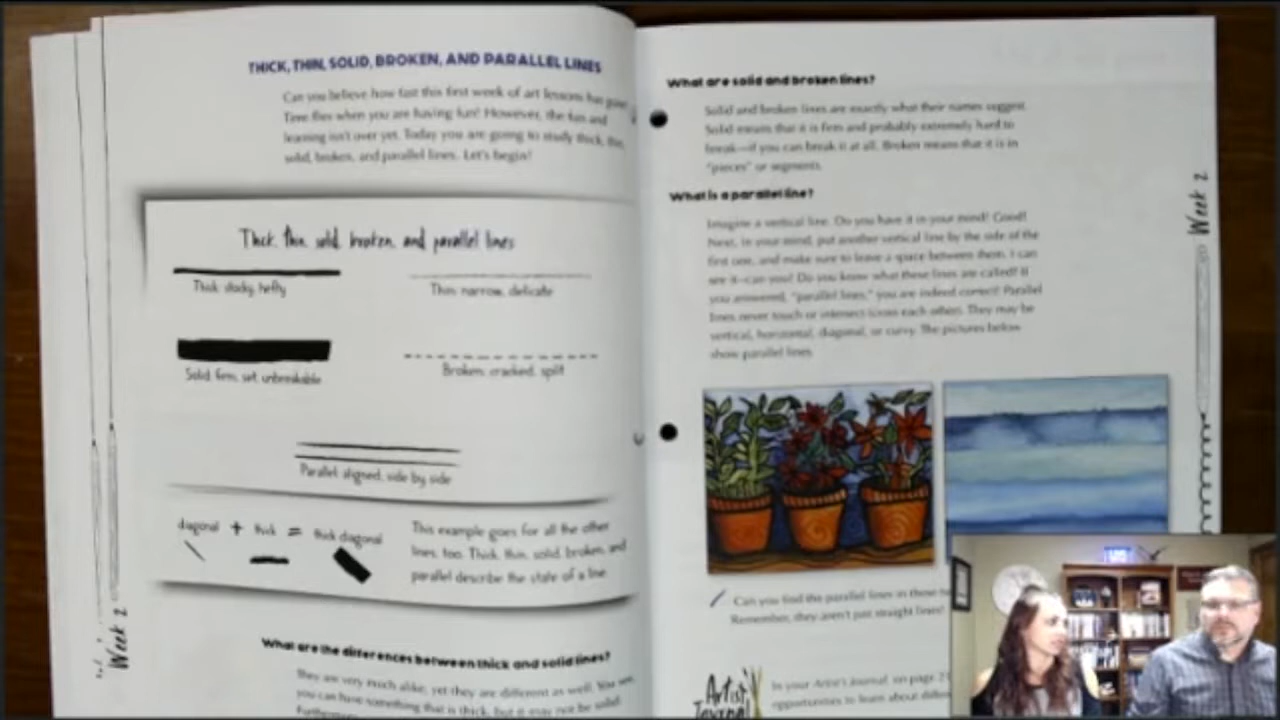 THICK, THIN, SOLID, BROKEN, AND PARALLEL LINES
Can you believe how fast this first week of art lessons has gone?
Time flies when you are having fun! However, the fun and
learning isn't over yet. Today you are going to study thick, thin,
solid, broken, and parallel lines. Let's begin!
Thick, thin, solid, broken, and parallel lines
Thick: stocky, hefty
Thin: narrow, delicate
Solid: firm, set, unbreakable
Broken: cracked, split
Parallel: aligned, side by side
diagonal + thick = thick diagonal
This example goes for all the other
lines, too. Thick, thin, solid, broken, and
parallel describe the state of a line.
What are the differences between thick and solid lines?
They are very much alike, yet they are different as well. You see,
you can have something that is thick, but it may not be solid.
Furthermore
Week 2
What are solid and broken lines?
Solid and broken lines are exactly what their names suggest.
Solid means that it is firm and probably extremely hard to
break—if you can break it at all. Broken means that it is in
"pieces" or segments.
What is a parallel line?
Imagine a vertical line. Do you have it in your mind? Good!
Next, in your mind, put another vertical line by the side of the
first one, and make sure to leave a space between them. I can
see it—can you? Do you know what these lines are called? If
you answered, "parallel lines," you are indeed correct! Parallel
lines never touch or intersect (cross each other). They may be
vertical, horizontal, diagonal, or curvy. The pictures below
show parallel lines.
Can you find the parallel lines in these
Remember, they aren't just straight lines!
Artist
Journal
In your Artist's Journal on page
opportunities to learn about
Week 2